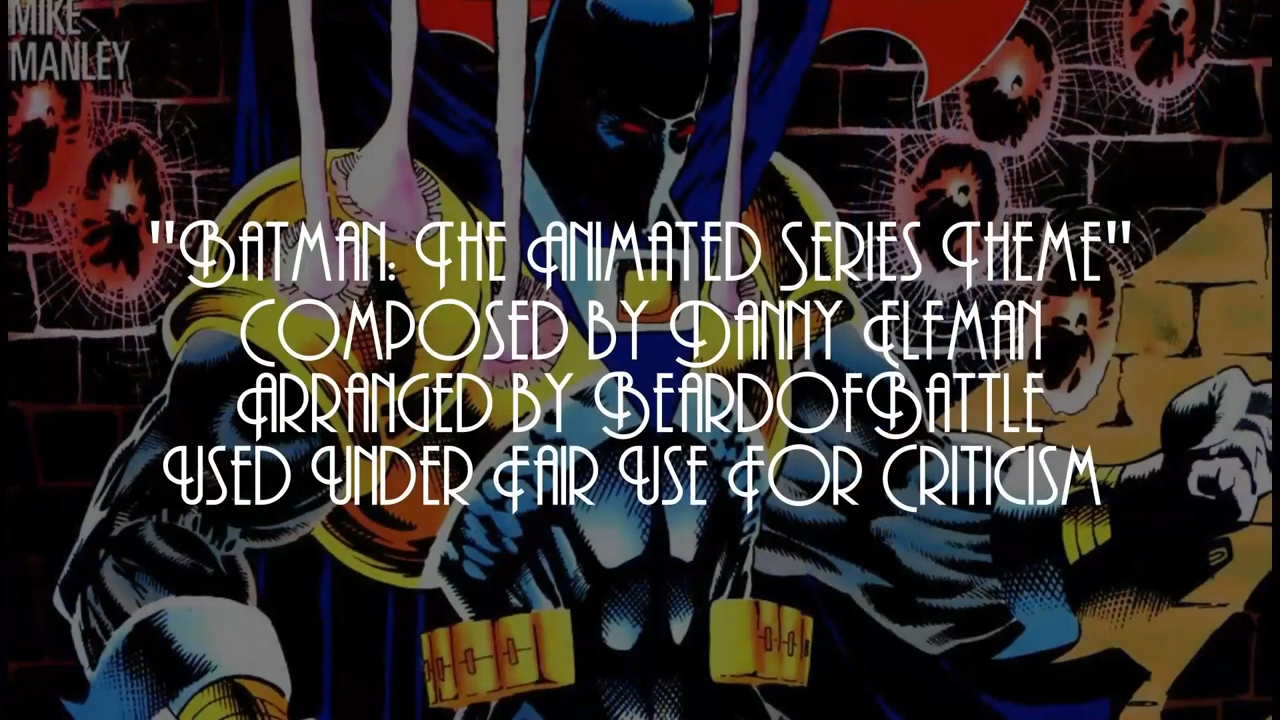 MIKE
MANLEY
"Batman: The Animated Series Theme"
Composed by Danny Elfman
Arranged by BeardofBattle
Used Under Fair Use For Criticism